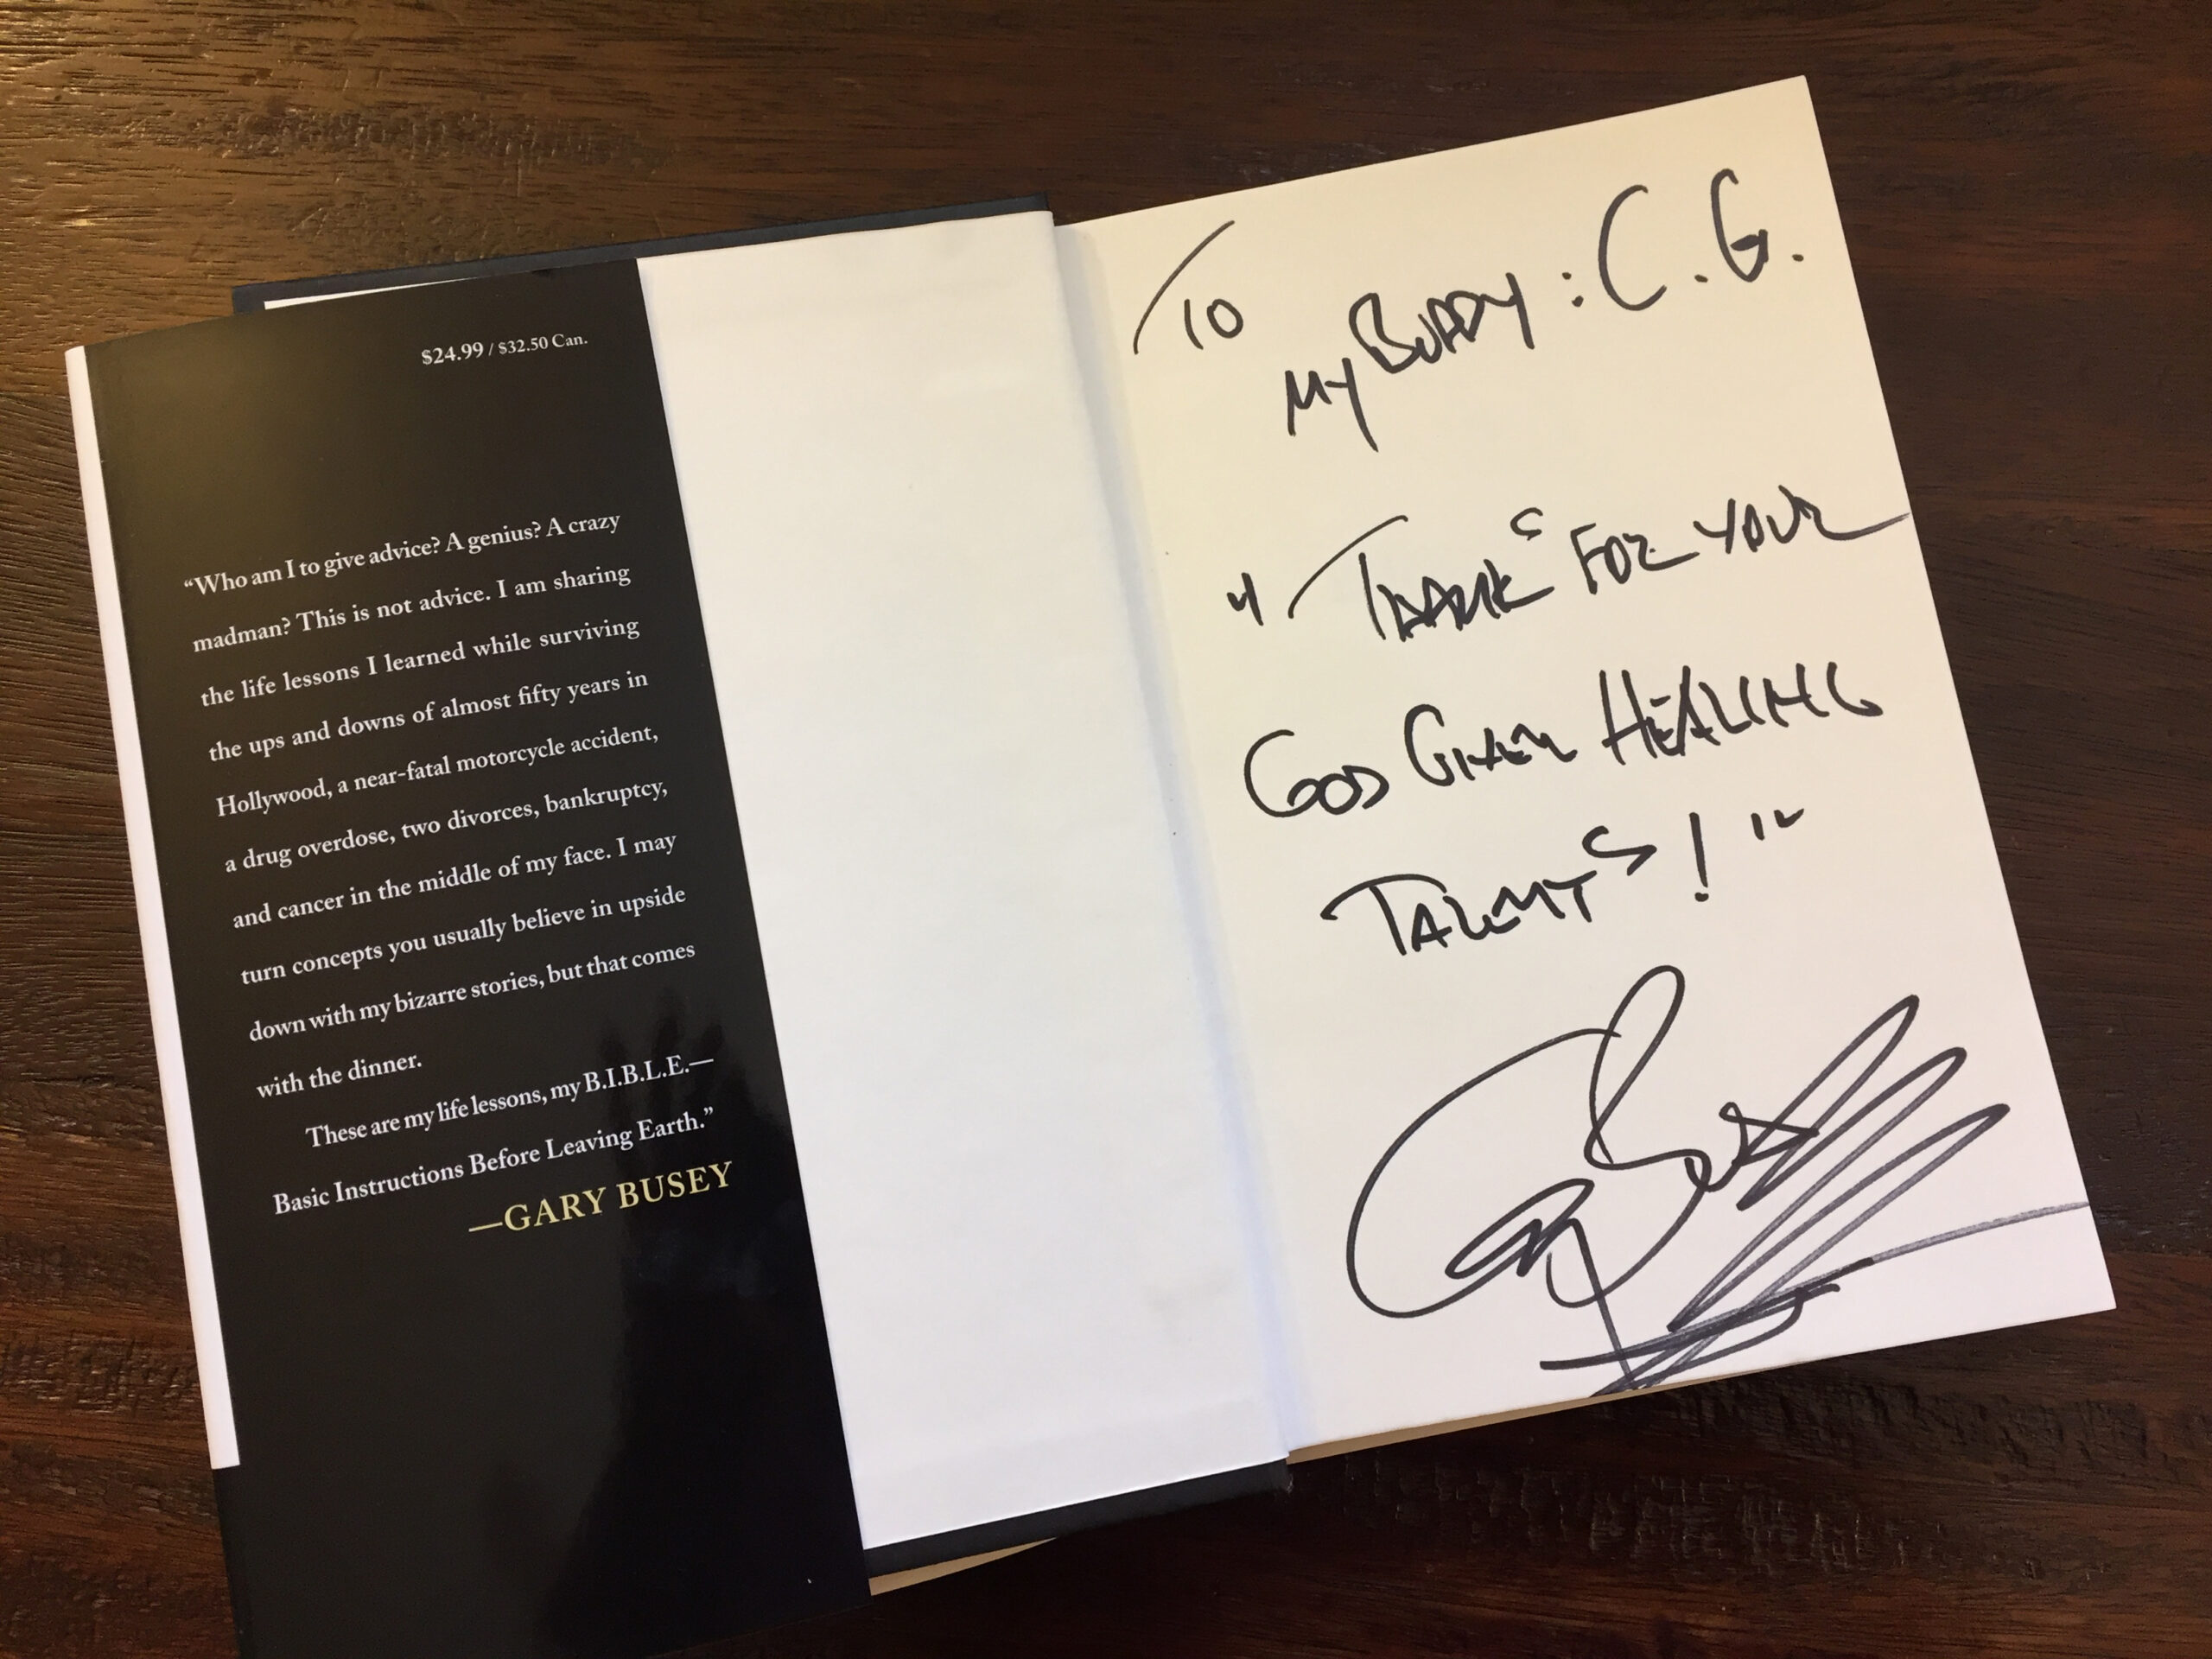 $24.99 / $32.50 Can.
“Who am I to give advice? A genius? A crazy
madman? This is not advice. I am sharing
the life lessons I learned while surviving
the ups and downs of almost fifty years in
Hollywood, a near-fatal motorcycle accident,
a drug overdose, two divorces, bankruptcy,
and cancer in the middle of my face. I may
turn concepts you usually believe in upside
down with my bizarre stories, but that comes
with the dinner.
These are my life lessons, my B.I.B.L.E.—
Basic Instructions Before Leaving Earth.”
—GARY BUSEY
TO
MY BUDDY : C.G.
" THANKS FOR YOUR
GOD GIVEN HEALING
TALENTS ! "
Gary Busey